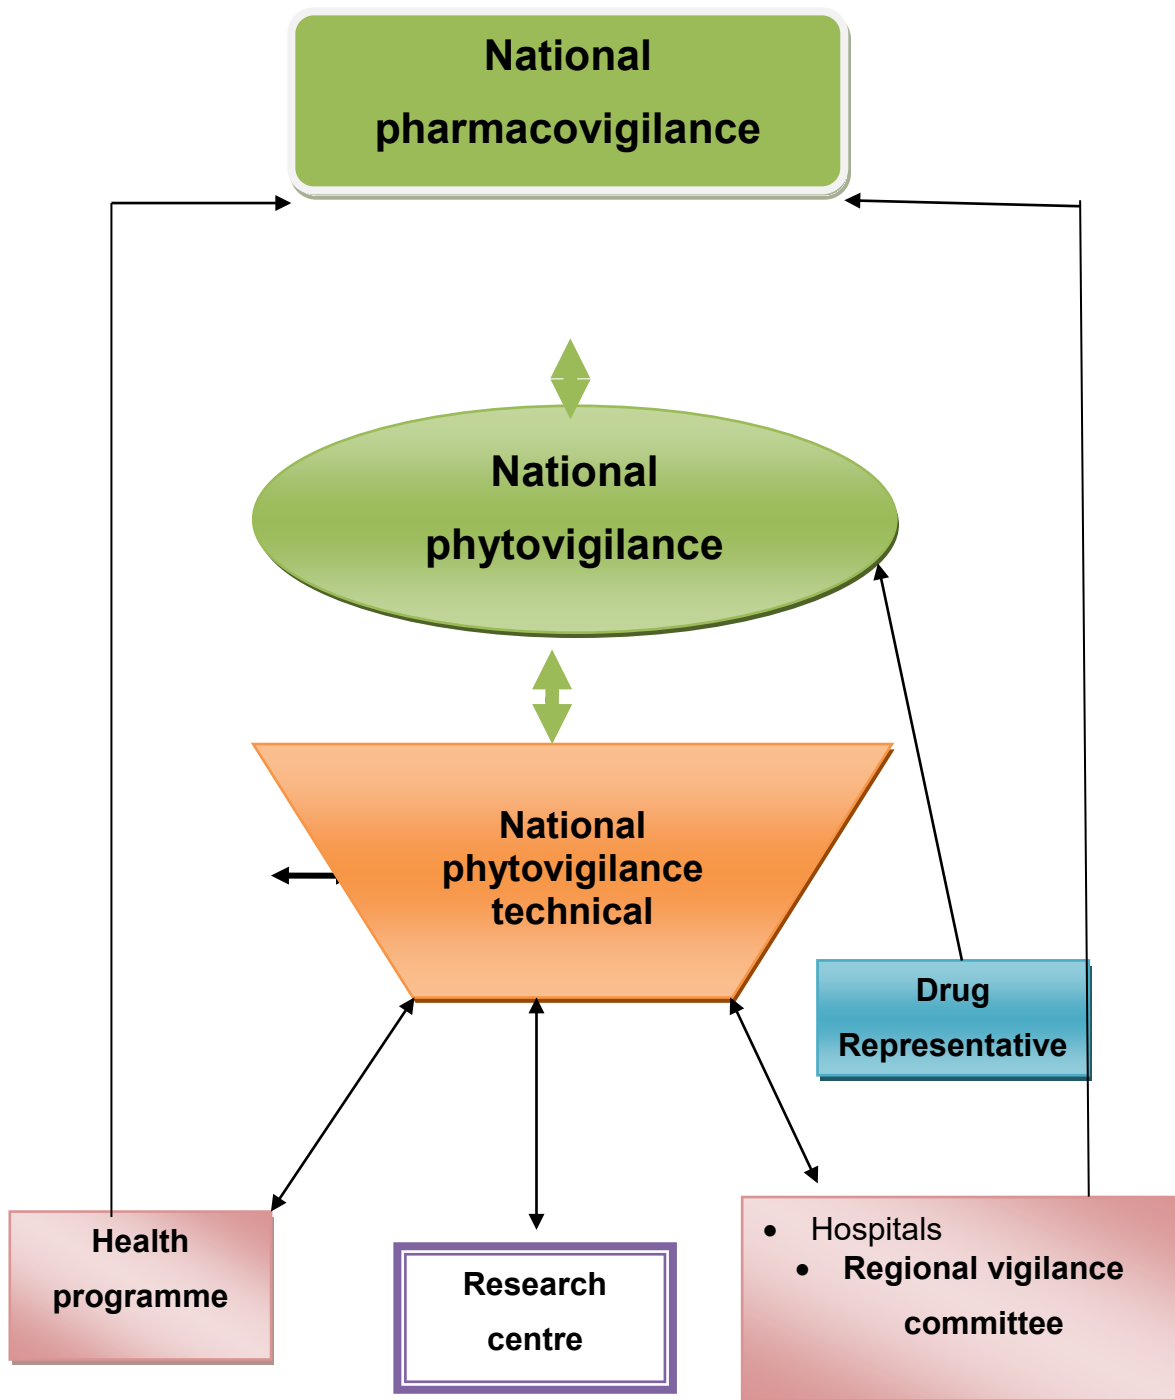 National
pharmacovigilance
National
phytovigilance
National
phytovigilance
technical
Drug
Representative
Health
programme
Research
centre
• Hospitals
• Regional vigilance
committee